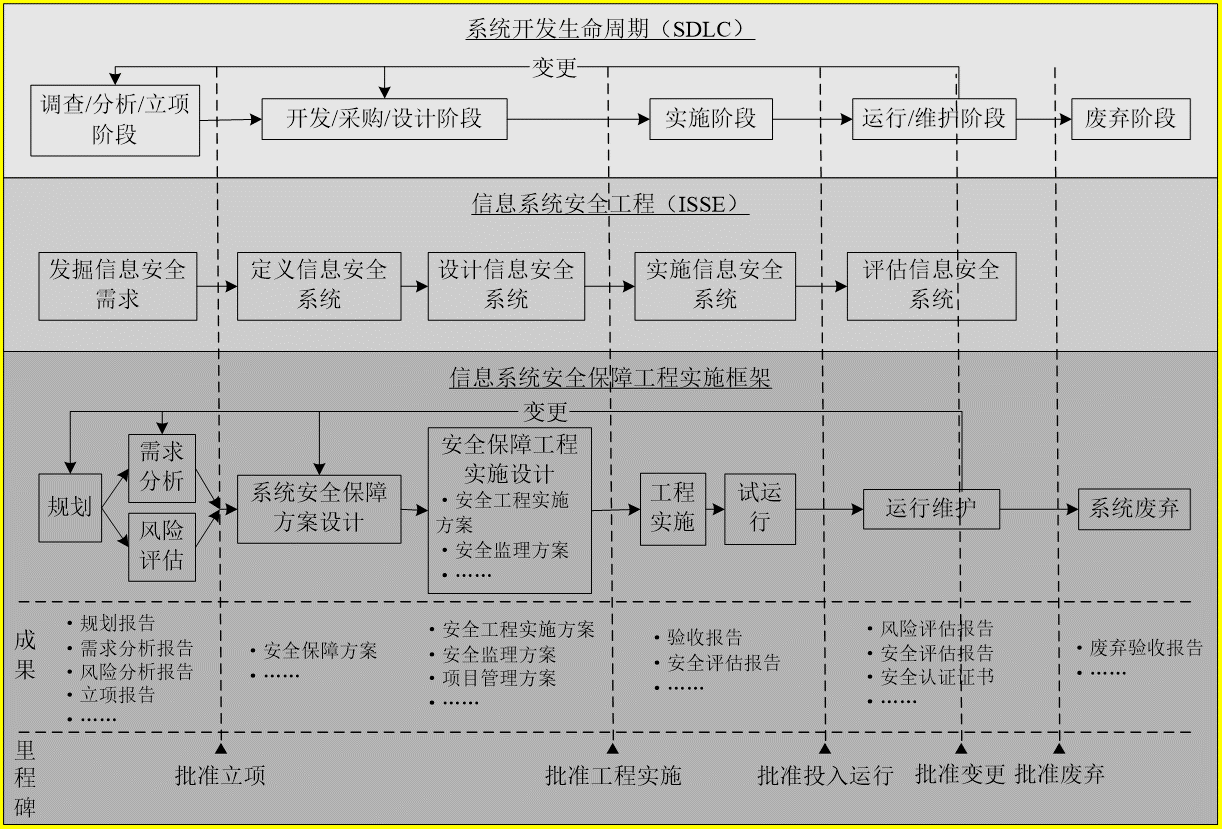 系统开发生命周期（SDLC）
变更
调查/分析/立项
阶段
开发/采购/设计阶段
实施阶段
运行/维护阶段
废弃阶段
信息系统安全工程（ISSE）
发掘信息安全
需求
定义信息安全
系统
设计信息安全
系统
实施信息安全
系统
评估信息安全
系统
信息系统安全保障工程实施框架
变更
规划
需求
分析
风险
评估
系统安全保障
方案设计
安全保障工程
实施设计
·安全工程实施
方案
·安全监理方案
·……
工程
实施
试运
行
运行维护
系统废弃
成
果
·规划报告
·需求分析报告
·风险分析报告
·立项报告
·……
·安全保障方案
·……
·安全工程实施方案
·安全监理方案
·项目管理方案
·……
·验收报告
·安全评估报告
·……
·风险评估报告
·安全评估报告
·安全认证证书
·……
·废弃验收报告
·……
里
程
碑
批准立项
批准工程实施
批准投入运行
批准变更
批准废弃